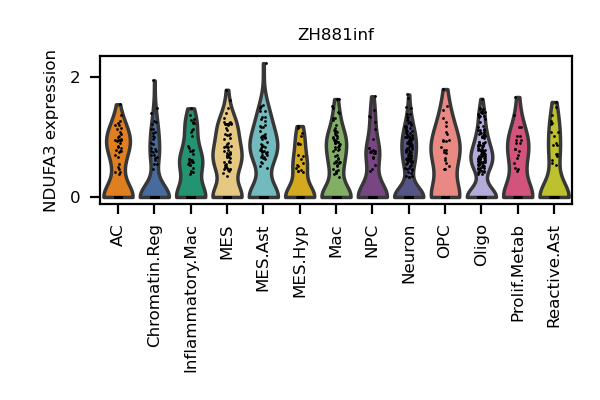 ZH881inf
NDUFA3 expression
2
0
AC
Chromatin.Reg
Inflammatory.Mac
MES
MES.Ast
MES.Hyp
Mac
NPC
Neuron
OPC
Oligo
Prolif.Metab
Reactive.Ast